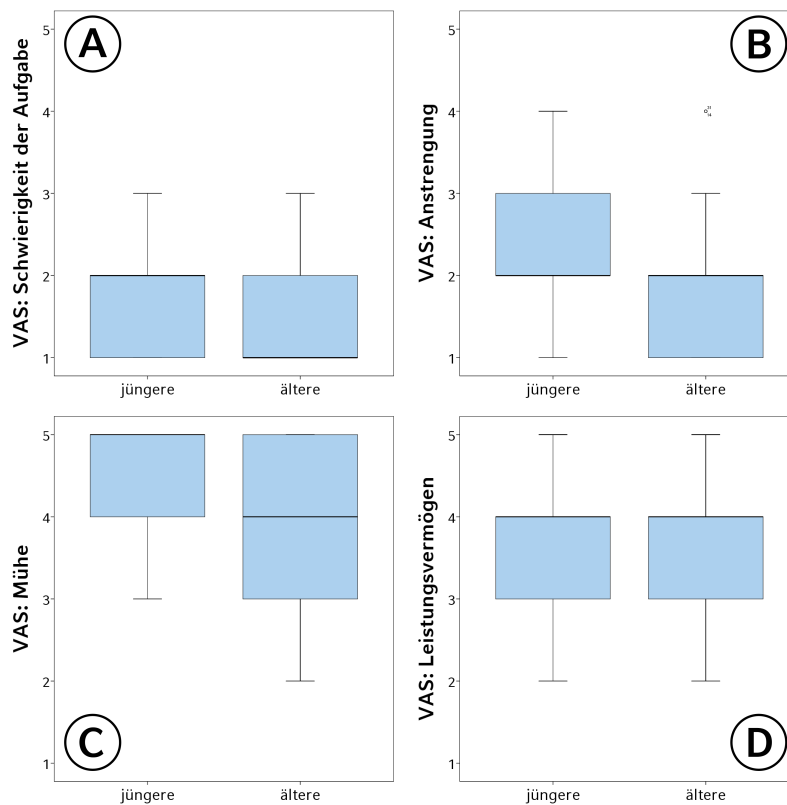 A
VAS: Schwierigkeit der Aufgabe
5
4
3
2
1
jüngere
ältere
B
VAS: Anstrengung
5
4
3
2
1
jüngere
ältere
C
VAS: Mühe
5
4
3
2
1
jüngere
ältere
D
VAS: Leistungsvermögen
5
4
3
2
1
jüngere
ältere